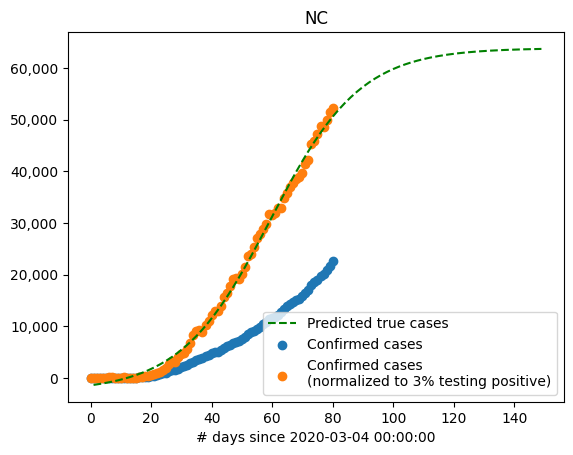 NC
60,000
50,000
40,000
30,000
20,000
10,000
0
Predicted true cases
Confirmed cases
Confirmed cases
(normalized to 3% testing positive)
0 20 40 60 80 100 120 140
# days since 2020-03-04 00:00:00